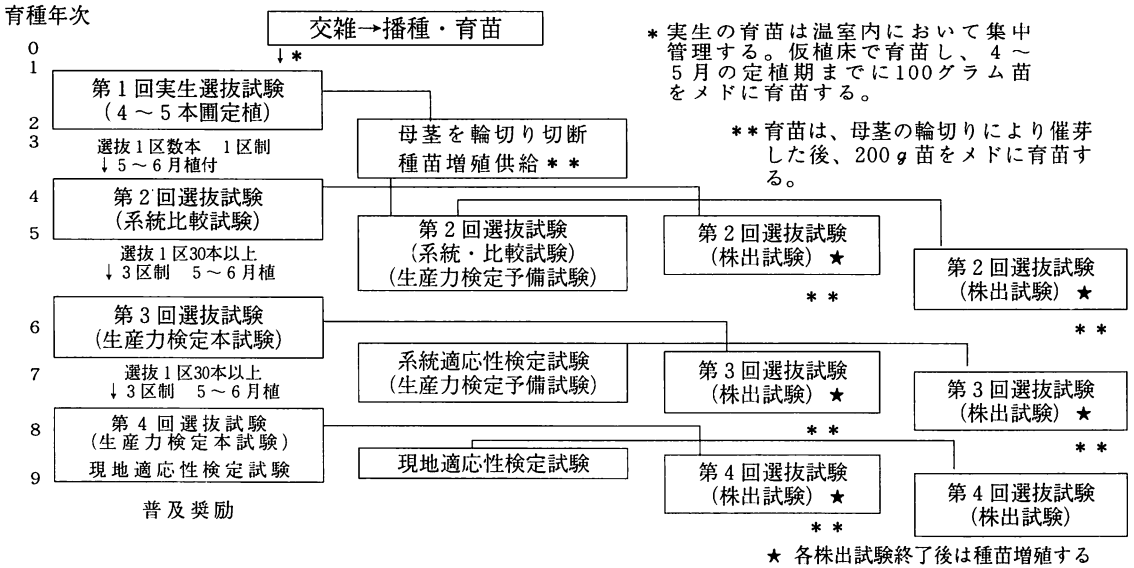 育種年次
0
交雑→播種・育苗
↓＊
＊実生の育苗は温室内において集中
管理する。仮植床で育苗し、4～
5月の定植期までに100グラム苗
をメドに育苗する。
1
第1回実生選抜試験
(4～5本圃定植)
2
3
選抜1区数本 1区制
↓5～6月植付
母茎を輪切り切断
種苗増殖供給＊＊
＊＊育苗は、母茎の輪切りにより催芽
した後、200g苗をメドに育苗す
る。
4
第2回選抜試験
(系統比較試験)
5
選抜1区30本以上
↓3区制 5～6月植
第2回選抜試験
(系統・比較試験)
(生産力検定予備試験)
第2回選抜試験
(株出試験)★
＊＊
第2回選抜試験
(株出試験)★
＊＊
6
第3回選抜試験
(生産力検定本試験)
7
選抜1区30本以上
↓3区制 5～6月植
系統適応性検定試験
(生産力検定予備試験)
第3回選抜試験
(株出試験)★
＊＊
第3回選抜試験
(株出試験)★
＊＊
8
第4回選抜試験
(生産力検定本試験)
現地適応性検定試験
9
現地適応性検定試験
第4回選抜試験
(株出試験)★
＊＊
第4回選抜試験
(株出試験)
普及奨励
★ 各株出試験終了後は種苗増殖する